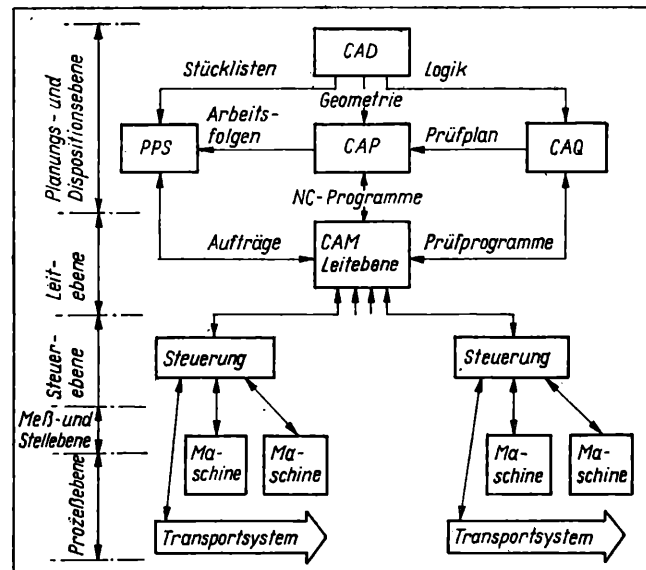 CAD
Stücklisten
Logik
Geometrie
Arbeits-
folgen
PPS
CAP
Prüfplan
CAQ
NC-Programme
Aufträge
CAM
Leitebene
Prüfprogramme
Steuerung
Steuerung
Ma-
schine
Ma-
schine
Ma-
schine
Ma-
schine
Transportsystem
Transportsystem
Planungs- und
Dispositionsebene
Leit-
ebene
Steuer-
ebene
Meß- und
Stellebene
Prozeßebene